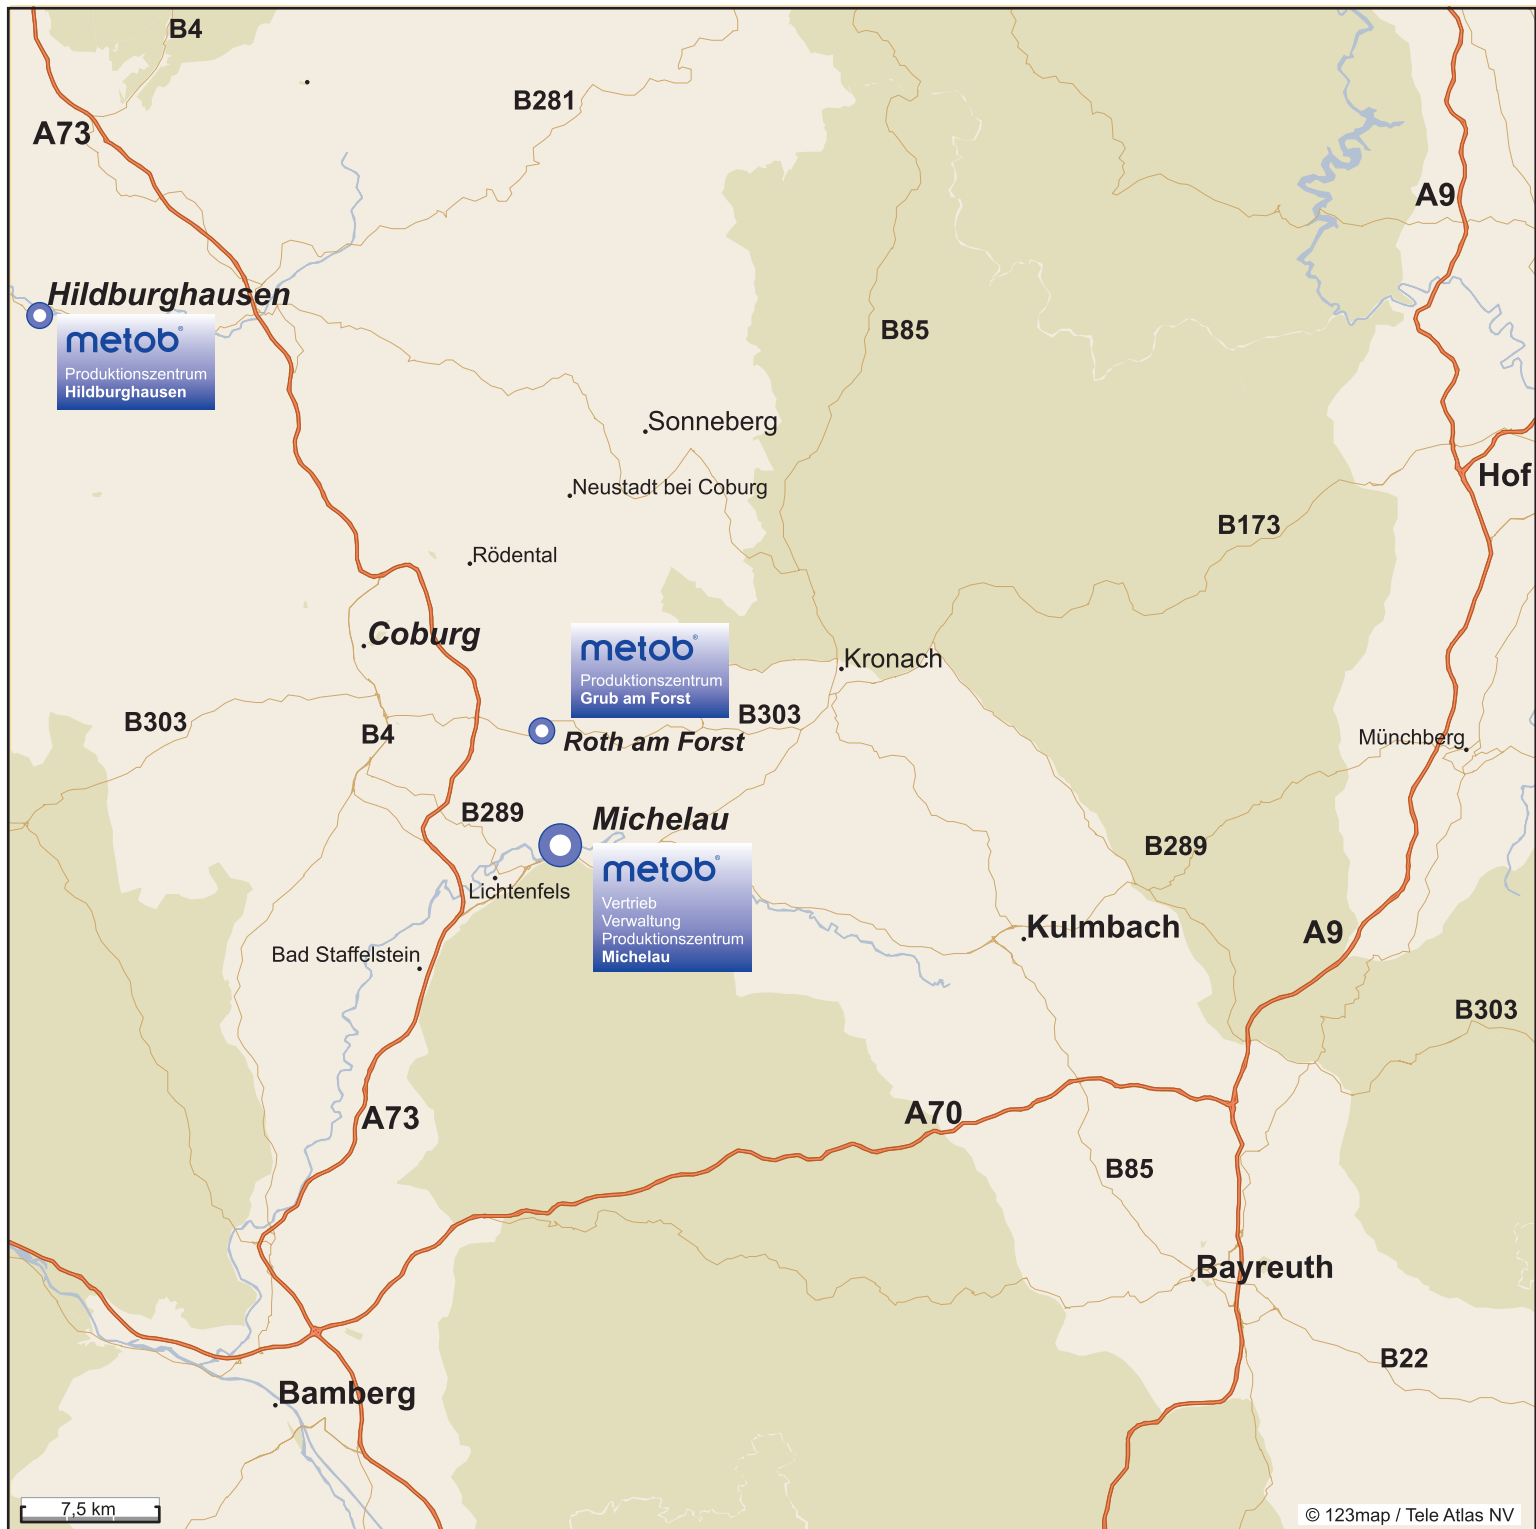 B4
B281
A73
A9
Hildburghausen
metob®
Produktionszentrum
Hildburghausen
B85
Sonneberg
Neustadt bei Coburg
Hof
B173
Rödental
Coburg
metob®
Produktionszentrum
Grub am Forst
Kronach
B303
B4
B303
Roth am Forst
Münchberg
B289
Michelau
B289
metob®
Vertrieb
Verwaltung
Produktionszentrum
Michelau
Lichtenfels
Kulmbach
A9
Bad Staffelstein
B303
A73
A70
B85
Bayreuth
B22
Bamberg
7,5 km
© 123map / Tele Atlas NV